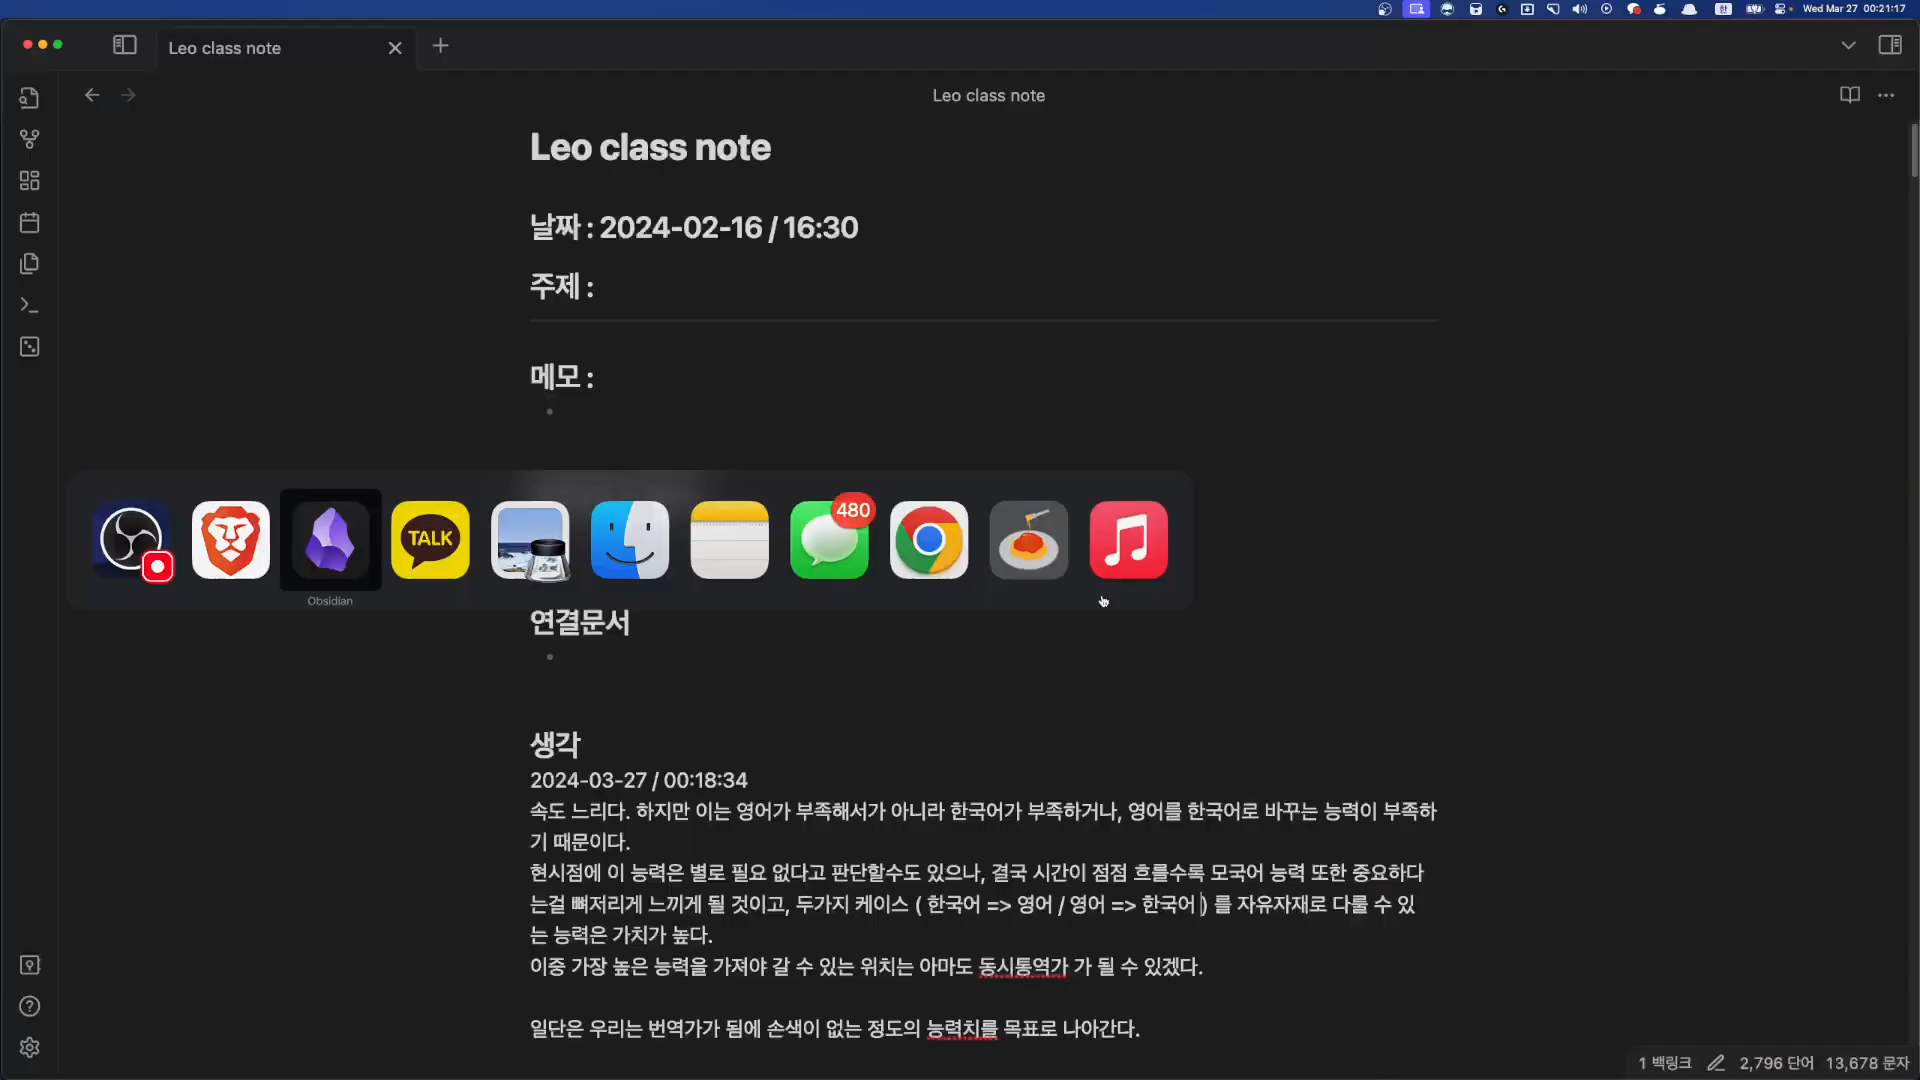 Wed Mar 27 00:21:17
Leo class note
Leo class note
Leo class note
날짜 : 2024-02-16 / 16:30
주제 :
메모 :
TALK
480
Obsidian
연결문서
생각
2024-03-27 / 00:18:34
속도 느리다. 하지만 이는 영어가 부족해서가 아니라 한국어가 부족하거나, 영어를 한국어로 바꾸는 능력이 부족하
기 때문이다.
현시점에 이 능력은 별로 필요 없다고 판단할수도 있으나, 결국 시간이 점점 흐를수록 모국어 능력 또한 중요하다
는걸 뼈저리게 느끼게 될 것이고, 두가지 케이스 ( 한국어 => 영어 / 영어 => 한국어 ) 를 자유자재로 다룰 수 있
는 능력은 가치가 높다.
이중 가장 높은 능력을 가져야 갈 수 있는 위치는 아마도 동시통역가 가 될 수 있겠다.
일단은 우리는 번역가가 됨에 손색이 없는 정도의 능력치를 목표로 나아간다.
1 백링크 2,796 단어 13,678 문자